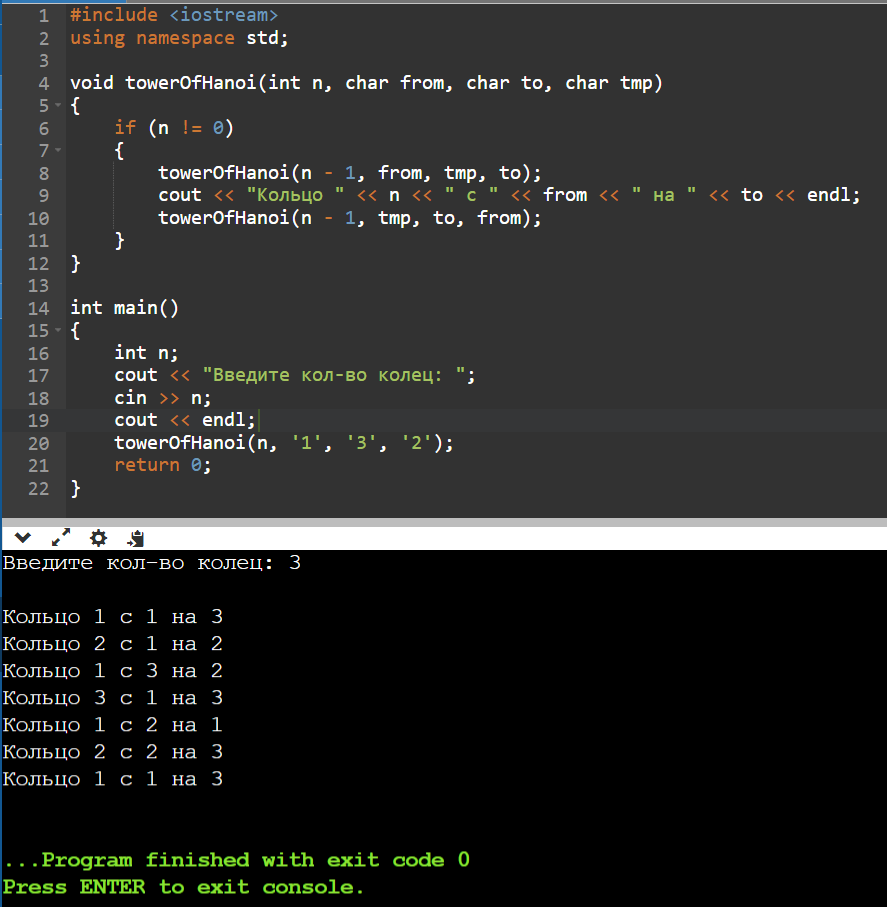 1 #include <iostream>
2 using namespace std;
3
4 void towerOfHanoi(int n, char from, char to, char tmp)
5 {
6     if (n != 0)
7     {
8         towerOfHanoi(n - 1, from, tmp, to);
9         cout << "Кольцо " << n << " с " << from << " на " << to << endl;
10         towerOfHanoi(n - 1, tmp, to, from);
11     }
12 }
13
14 int main()
15 {
16     int n;
17     cout << "Введите кол-во колец: ";
18     cin >> n;
19     cout << endl;
20     towerOfHanoi(n, '1', '3', '2');
21     return 0;
22 }
Введите кол-во колец: 3
Кольцо 1 с 1 на 3
Кольцо 2 с 1 на 2
Кольцо 1 с 3 на 2
Кольцо 3 с 1 на 3
Кольцо 1 с 2 на 1
Кольцо 2 с 2 на 3
Кольцо 1 с 1 на 3
...Program finished with exit code 0
Press ENTER to exit console.